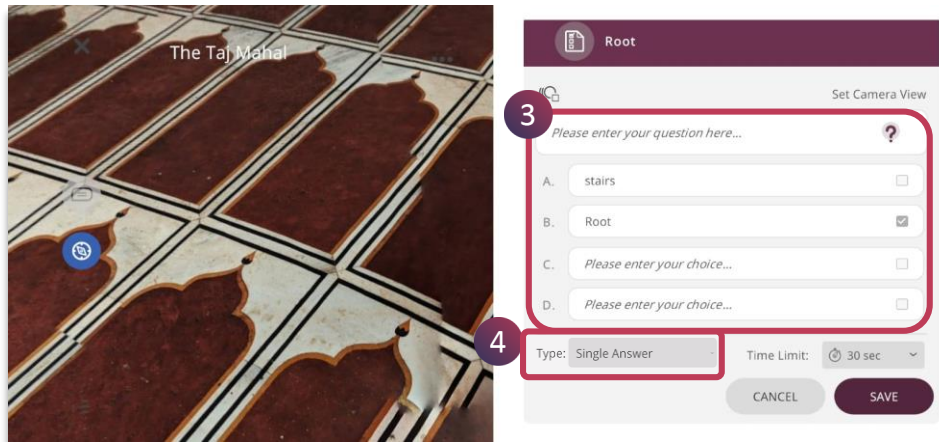 The Taj Mahal
Root
Set Camera View
3
Please enter your question here... ?
A. stairs
B. Root
C. Please enter your choice...
D. Please enter your choice...
4
Type: Single Answer
Time Limit: 30 sec
CANCEL
SAVE